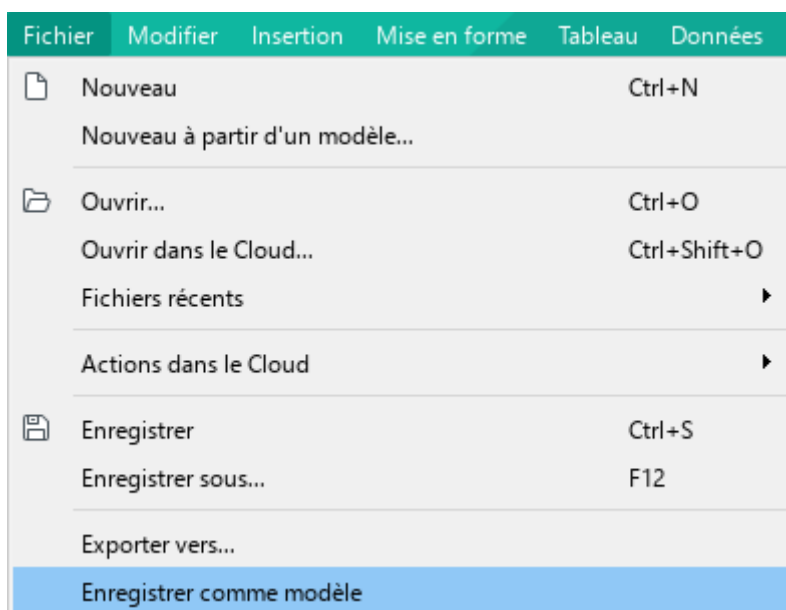 Fichier Modifier Insertion Mise en forme Tableau Données
Nouveau Ctrl+N
Nouveau à partir d'un modèle...
Ouvrir... Ctrl+O
Ouvrir dans le Cloud... Ctrl+Shift+O
Fichiers récents
Actions dans le Cloud
Enregistrer Ctrl+S
Enregistrer sous... F12
Exporter vers...
Enregistrer comme modèle